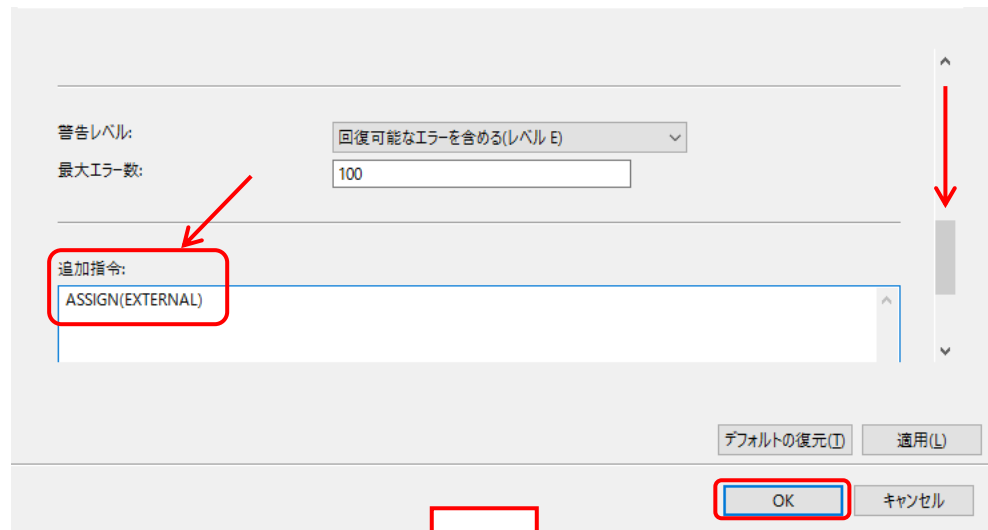 警告レベル:
回復可能なエラーを含める(レベル E)
最大エラー数:
100
追加指令:
ASSIGN(EXTERNAL)
デフォルトの復元(T)
適用(L)
OK
キャンセル